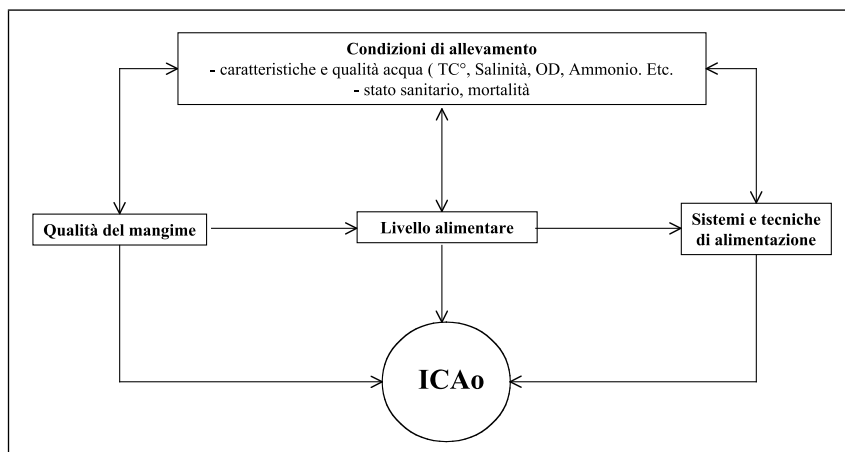 Condizioni di allevamento
- caratteristiche e qualità acqua ( TC°, Salinità, OD, Ammonio. Etc.
- stato sanitario, mortalità
Qualità del mangime
Livello alimentare
Sistemi e tecniche
di alimentazione
ICAo